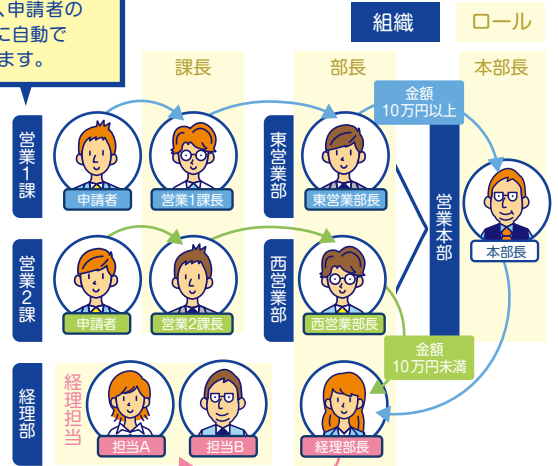 、申請者の
に自動で
ます。
組織
ロール
課長
部長
本部長
金額
10万円以上
営業1課
申請者
営業1課長
東営業部
東営業部長
営業本部
本部長
営業2課
申請者
営業2課長
西営業部
西営業部長
金額
10万円未満
経理部
経理担当
担当A
担当B
経理部長